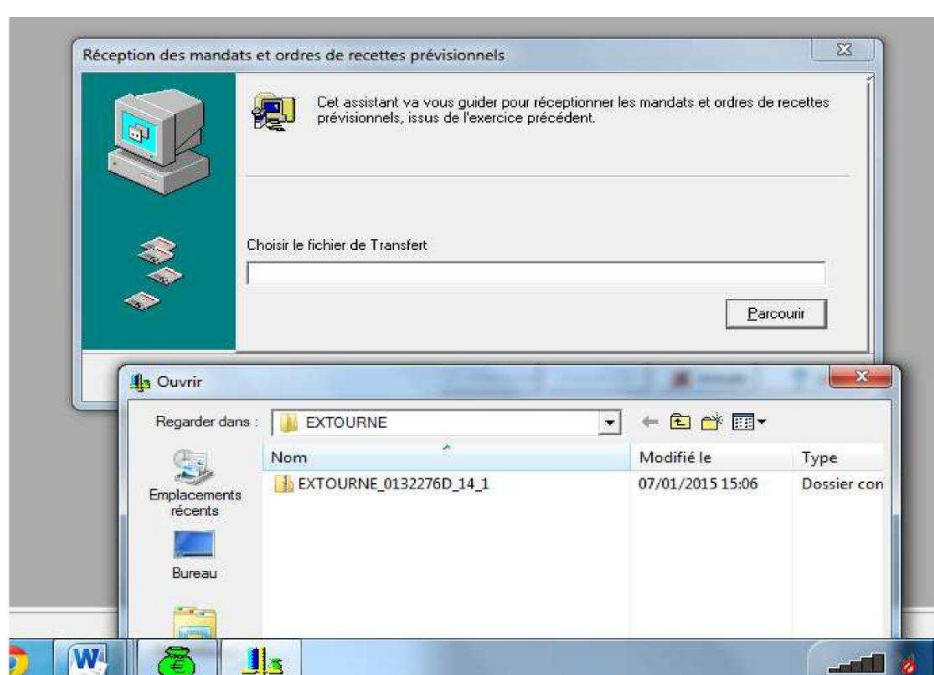 Réception des mandats et ordres de recettes prévisionnels
Cet assistant va vous guider pour réceptionner les mandats et ordres de recettes
prévisionnels, issus de l'exercice précédent.
Choisir le fichier de Transfert
Parcourir
Ouvrir
Regarder dans :
EXTOURNE
Nom
Modifié le
Type
EXTOURNE_0132276D_14_1
07/01/2015 15:06
Dossier con
Emplacements
récents
Bureau
W